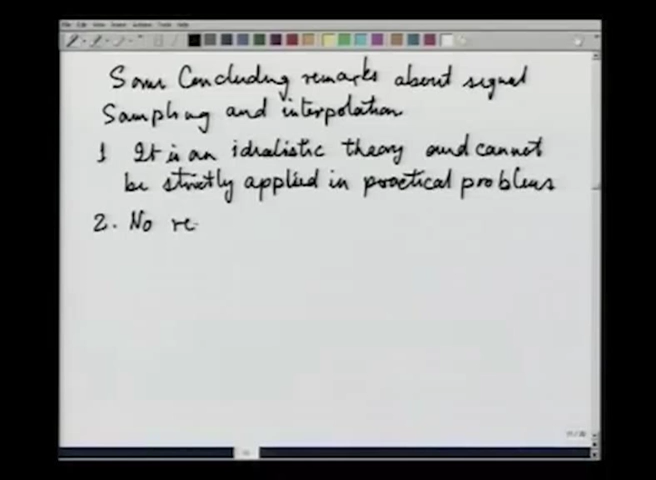 Some Concluding remarks about signal
Sampling and interpolation
1 It is an idealistic theory and cannot
be strictly applied in practical problems
2. No re